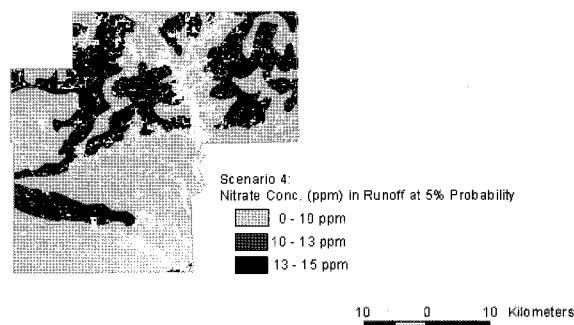 Scenario 4:
Nitrate Conc. (ppm) in Runoff at 5% Probability
0 - 10 ppm
10 - 13 ppm
13 - 15 ppm
10 0 10 Kilometers